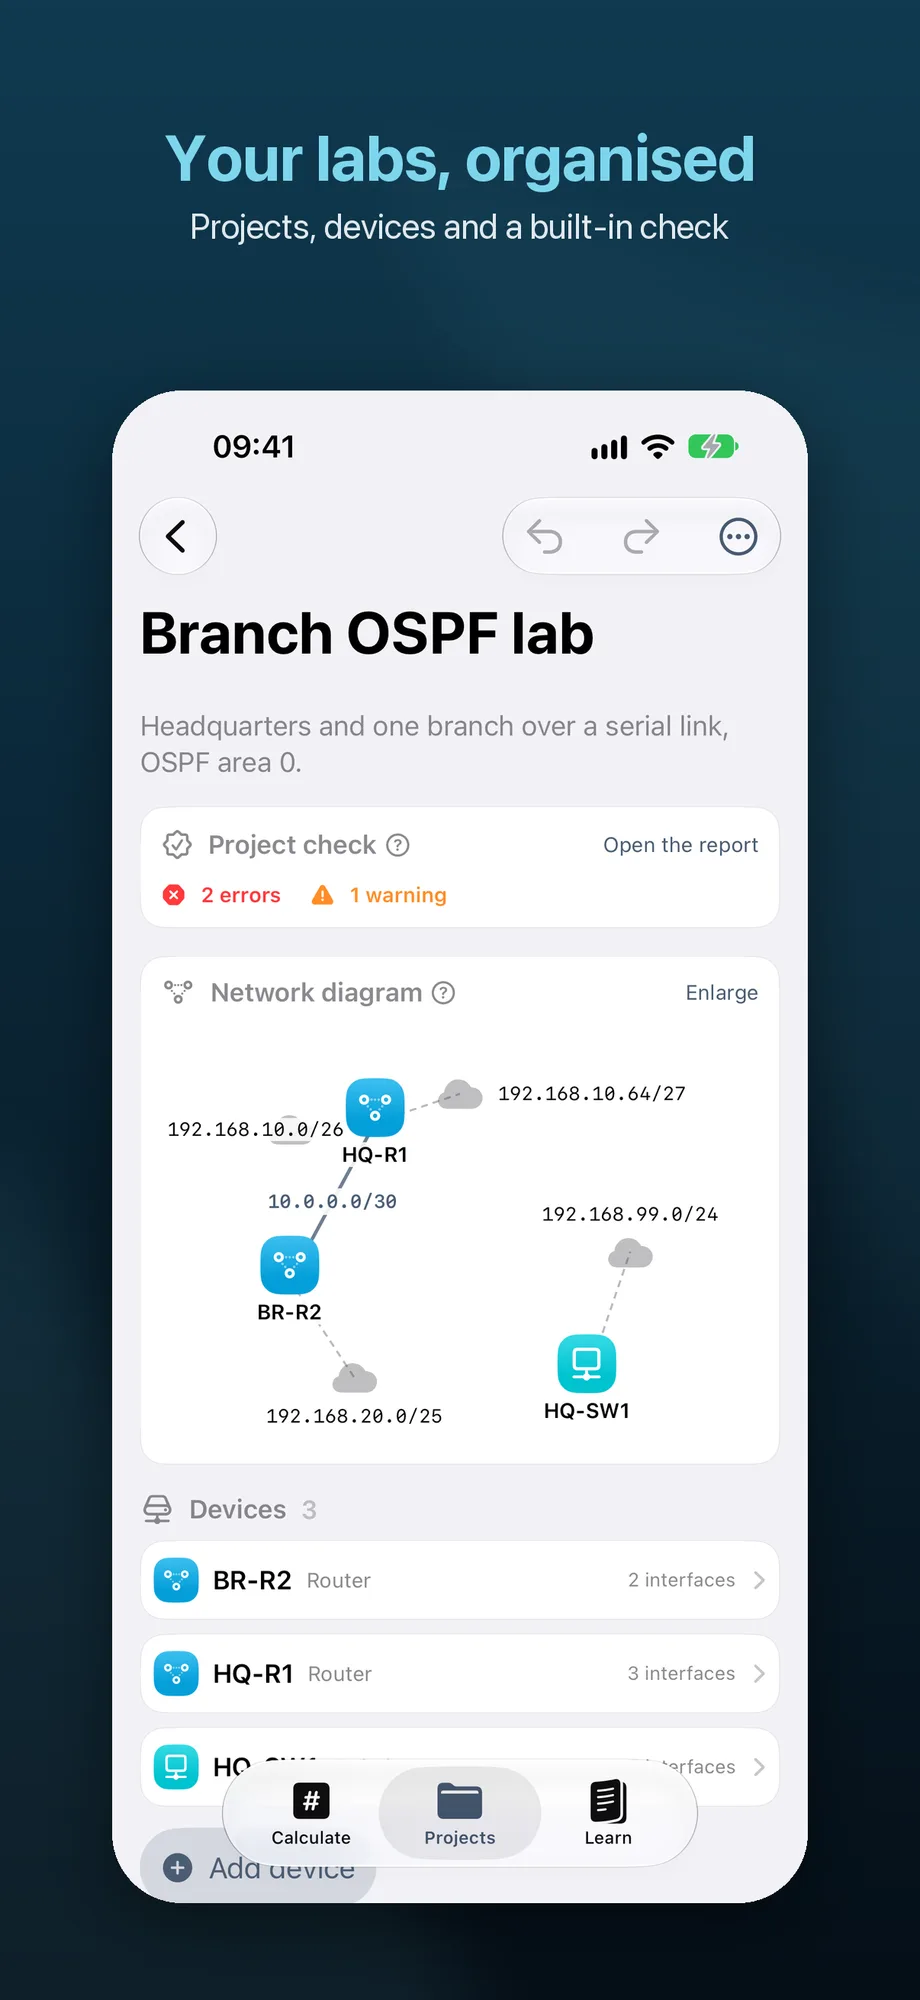 Your labs, organised
Projects, devices and a built-in check
09:41
Branch OSPF lab
Headquarters and one branch over a serial link,
OSPF area 0.
Project check
Open the report
2 errors
1 warning
Network diagram
Enlarge
192.168.10.64/27
192.168.10.0/26
HQ-R1
10.0.0.0/30
192.168.99.0/24
BR-R2
HQ-SW1
192.168.20.0/25
Devices 3
BR-R2 Router 2 interfaces
HQ-R1 Router 3 interfaces
Calculate
Projects
Learn
Add device